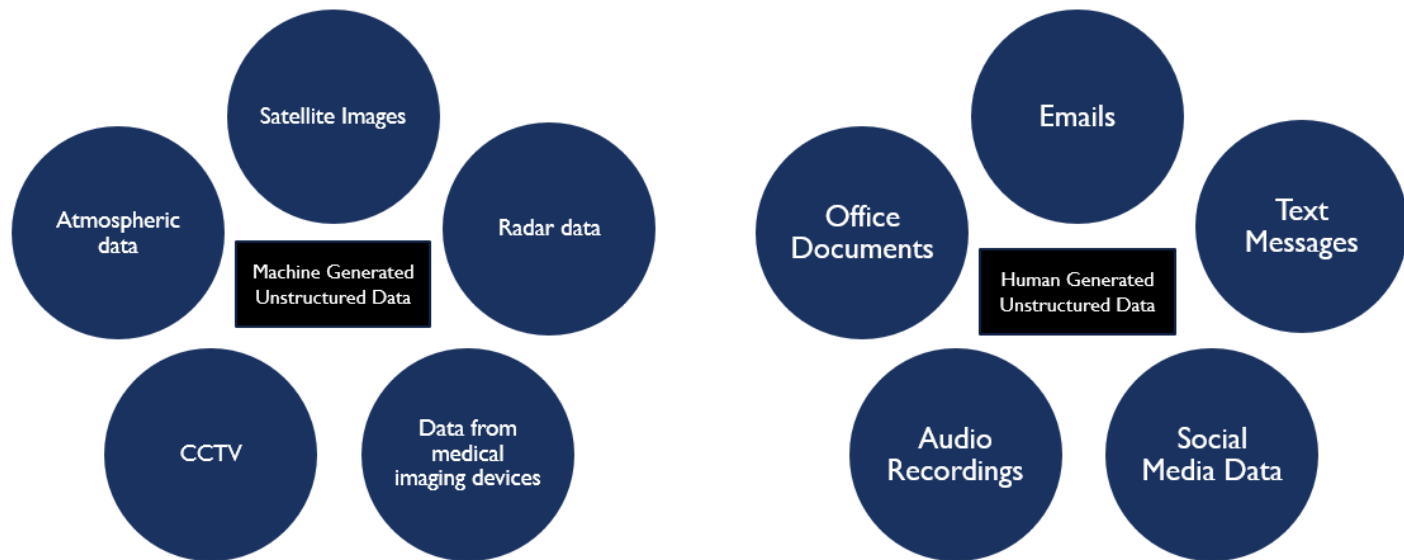 Satellite Images
Atmospheric
data
Radar data
Machine Generated
Unstructured Data
CCTV
Data from
medical
imaging devices
Emails
Office
Documents
Text
Messages
Human Generated
Unstructured Data
Audio
Recordings
Social
Media Data